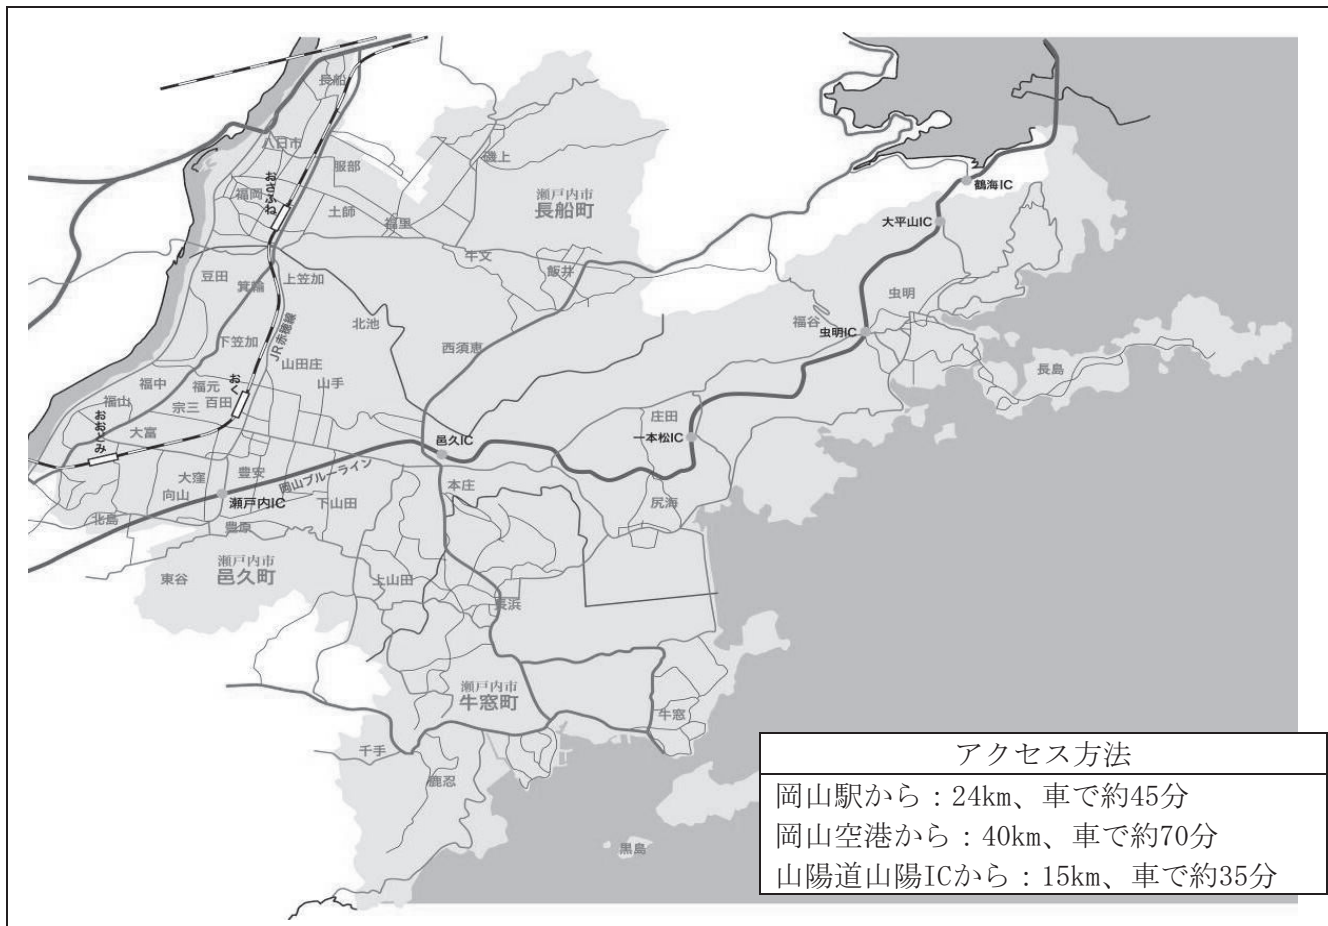 長船
八日市
服部
磯上
おさふね
福岡
瀬戸内市
長船町
鶴海IC
土師
福里
大平山IC
牛文
飯井
豆田
箕輪
上笠加
虫明
北池
福谷
虫明IC
JR赤穂線
下笠加
西須恵
山田庄
長島
福中
福元
おく
山手
福山
宗三
百田
おおどみ
大富
庄田
邑久IC
一本松IC
大窪
豊安
岡山ブルーライン
向山
瀬戸内IC
下山田
本庄
尻海
北島
豊原
瀬戸内市
邑久町
東谷
上山田
長浜
瀬戸内市
牛窓町
牛窓
千手
鹿忍
黒島
アクセス方法
岡山駅から：24km、車で約45分
岡山空港から：40km、車で約70分
山陽道山陽ICから：15km、車で約35分